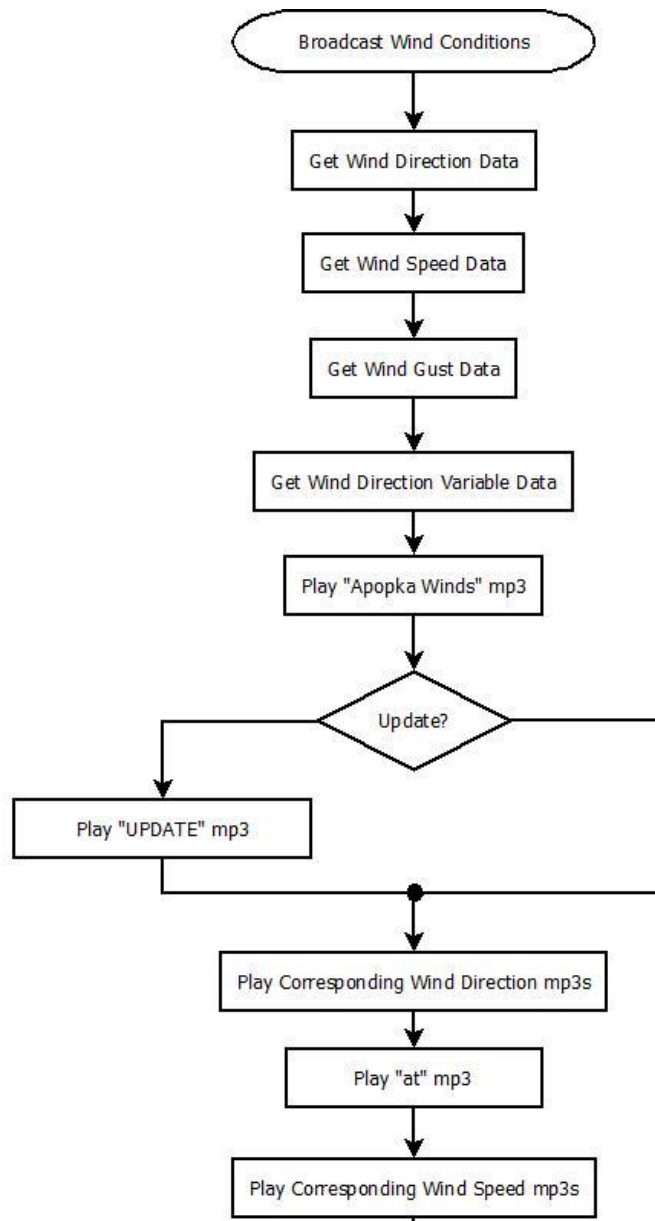 Broadcast Wind Conditions
Get Wind Direction Data
Get Wind Speed Data
Get Wind Gust Data
Get Wind Direction Variable Data
Play "Apopka Winds" mp3
Update?
Play "UPDATE" mp3
Play Corresponding Wind Direction mp3s
Play "at" mp3
Play Corresponding Wind Speed mp3s